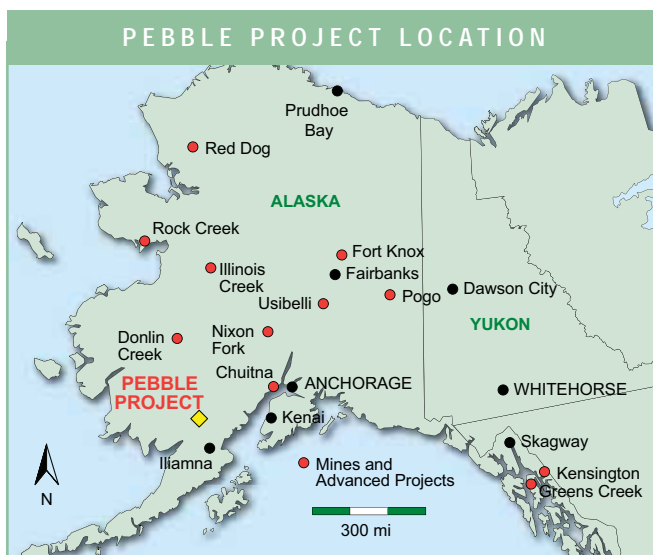 PEBBLE PROJECT LOCATION
Prudhoe
Bay
Red Dog
ALASKA
Rock Creek
Fort Knox
Illinois
Creek
Fairbanks
Usibelli
Pogo
Dawson City
YUKON
Donlin
Creek
Nixon
Fork
Chuitna
PEBBLE
PROJECT
ANCHORAGE
WHITEHORSE
Kenai
Iliamna
Skagway
Mines and
Advanced Projects
Kensington
Greens Creek
N
300 mi